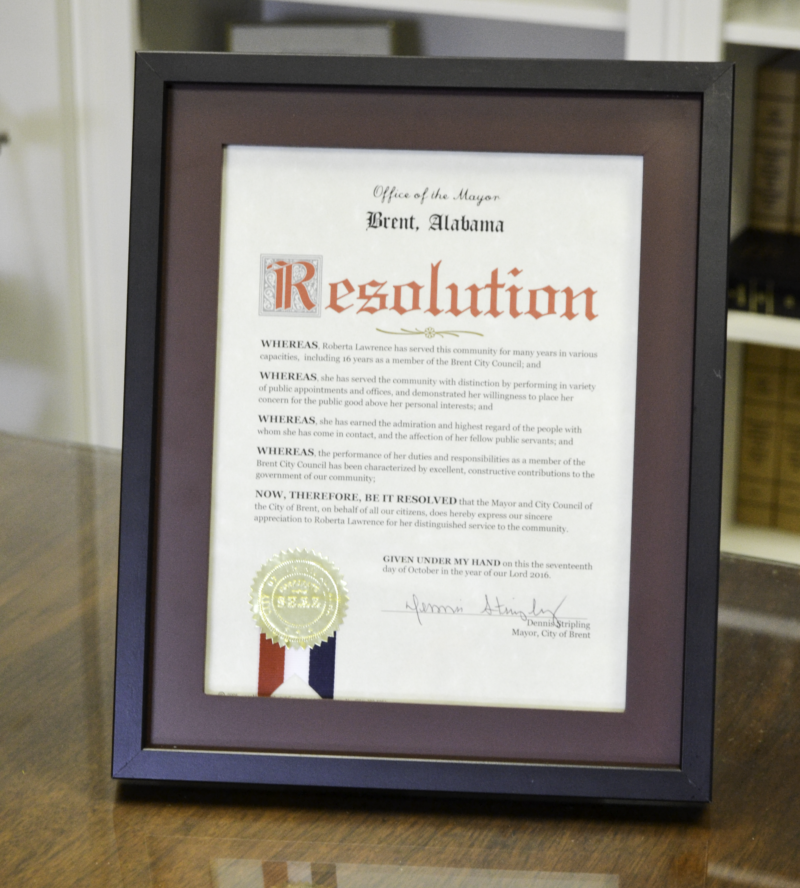 Office of the Mayor
Brent, Alabama
Resolution
WHEREAS, Roberta Lawrence has served this community for many years in various
capacities, including 16 years as a member of the Brent City Council; and
WHEREAS, she has served the community with distinction by performing in variety
of public appointments and offices, and demonstrated her willingness to place her
concern for the public good above her personal interests; and
WHEREAS, she has earned the admiration and highest regard of the people with
whom she has come in contact, and the affection of her fellow public servants; and
WHEREAS, the performance of her duties and responsibilities as a member of the
Brent City Council has been characterized by excellent, constructive contributions to the
government of our community;
NOW, THEREFORE, BE IT RESOLVED that the Mayor and City Council of
the City of Brent, on behalf of all our citizens, does hereby express our sincere
appreciation to Roberta Lawrence for her distinguished service to the community.
GIVEN UNDER MY HAND on this the seventeenth
day of October in the year of our Lord 2016.
Dennis Stripling
Dennis Stripling
Mayor, City of Brent
SEAL